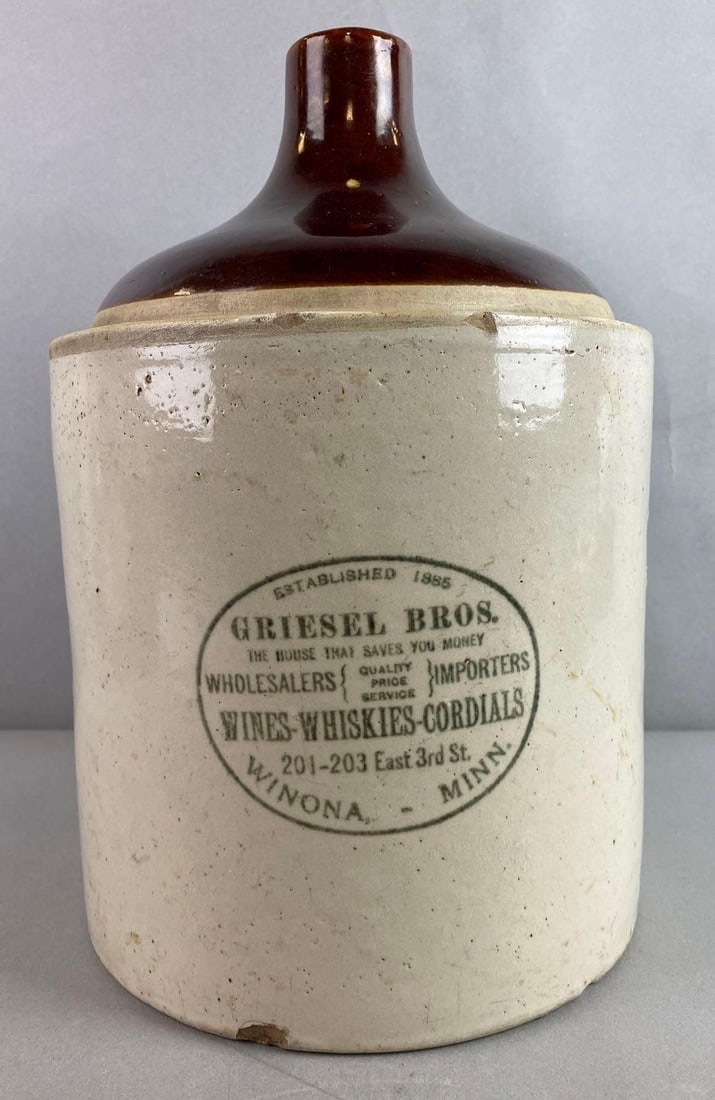 ESTABLISHED 1885
GRIESEL BROS.
THE HOUSE THAT SAVES YOU MONEY
WHOLESALERS { QUALITY PRICE SERVICE } IMPORTERS
WINES-WHISKIES-CORDIALS
201-203 East 3rd St.
WINONA, - MINN.